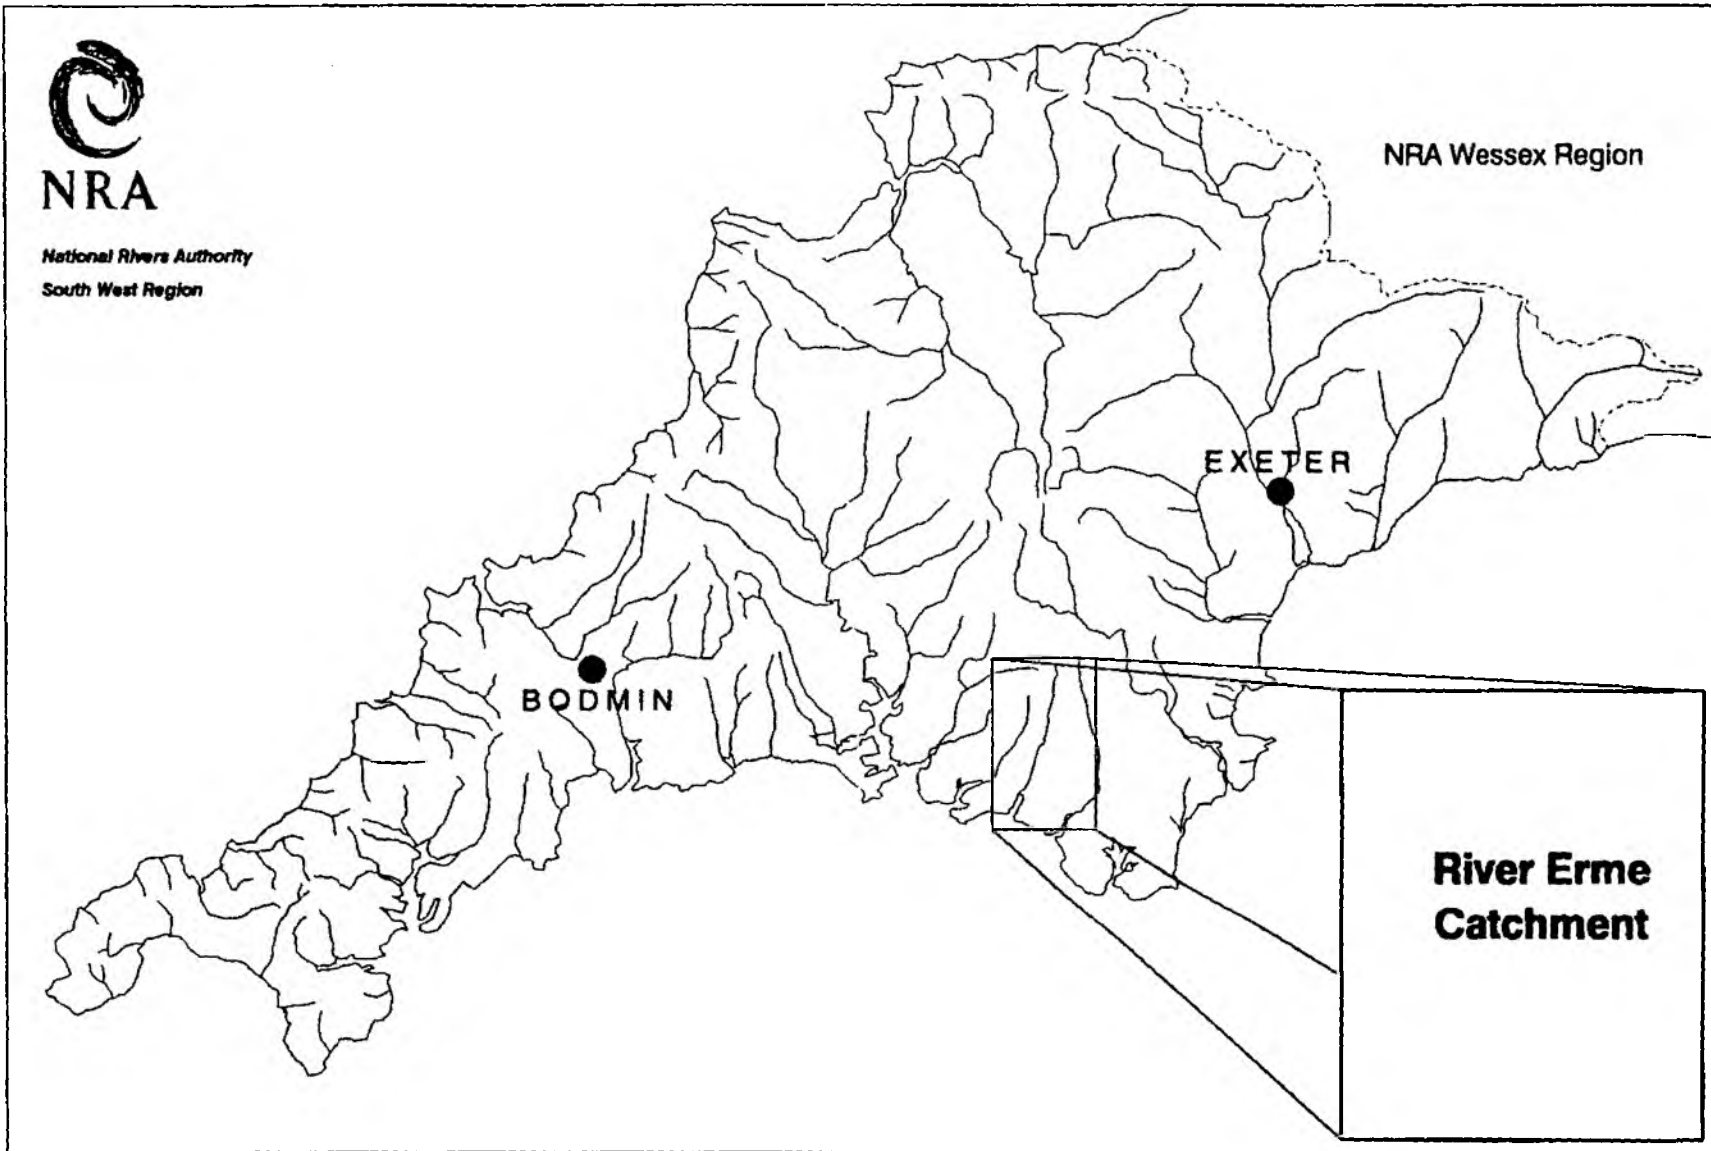 NRA
National Rivers Authority
South West Region
NRA Wessex Region
EXETER
BODMIN
River Erme
Catchment